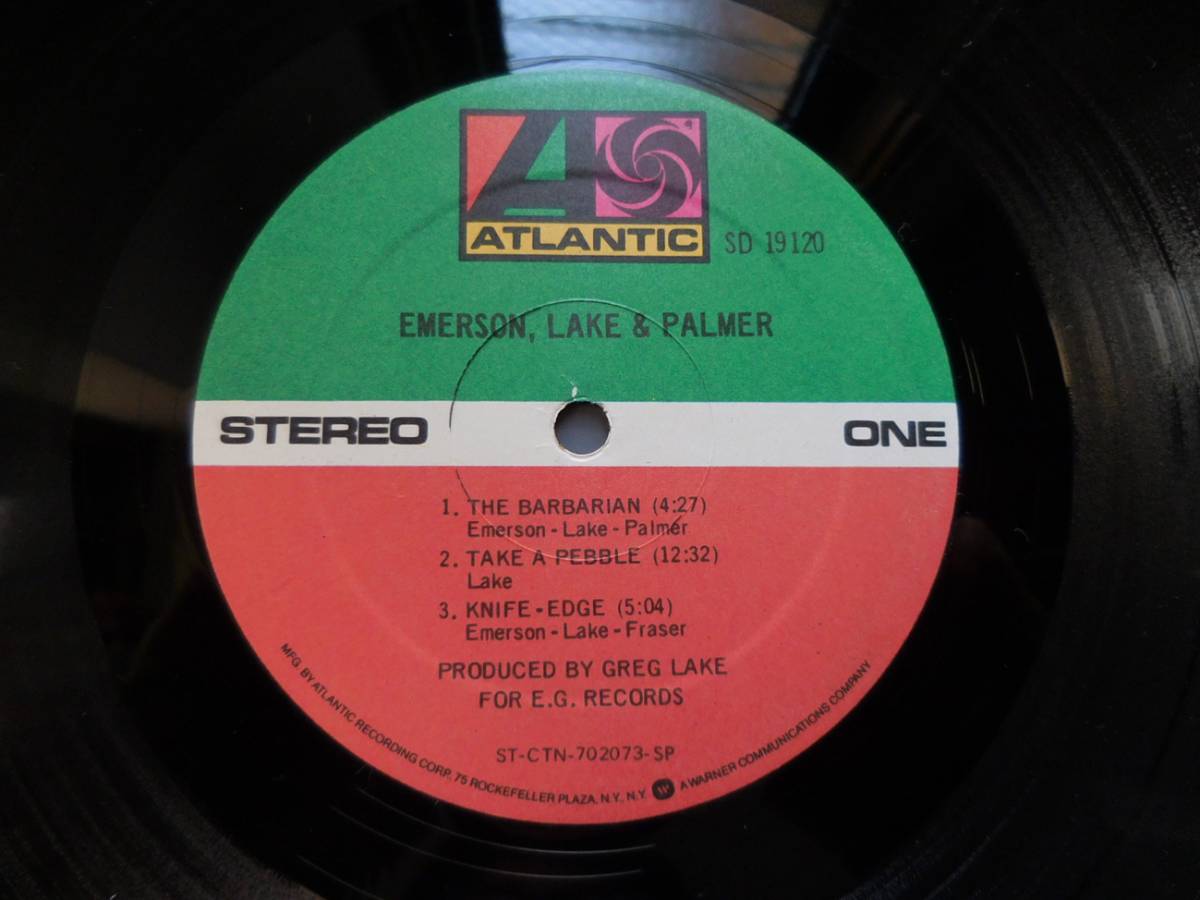 ATLANTIC
SD 19120
EMERSON, LAKE & PALMER
STEREO
ONE
1. THE BARBARIAN (4:27)
Emerson - Lake - Palmer
2. TAKE A PEBBLE (12:32)
Lake
3. KNIFE - EDGE (5:04)
Emerson - Lake - Fraser
PRODUCED BY GREG LAKE
FOR E.G. RECORDS
ST-CTN-702073-SP
MFG. BY ATLANTIC RECORDING CORP., 75 ROCKEFELLER PLAZA, N.Y., N.Y. A WARNER COMMUNICATIONS COMPANY